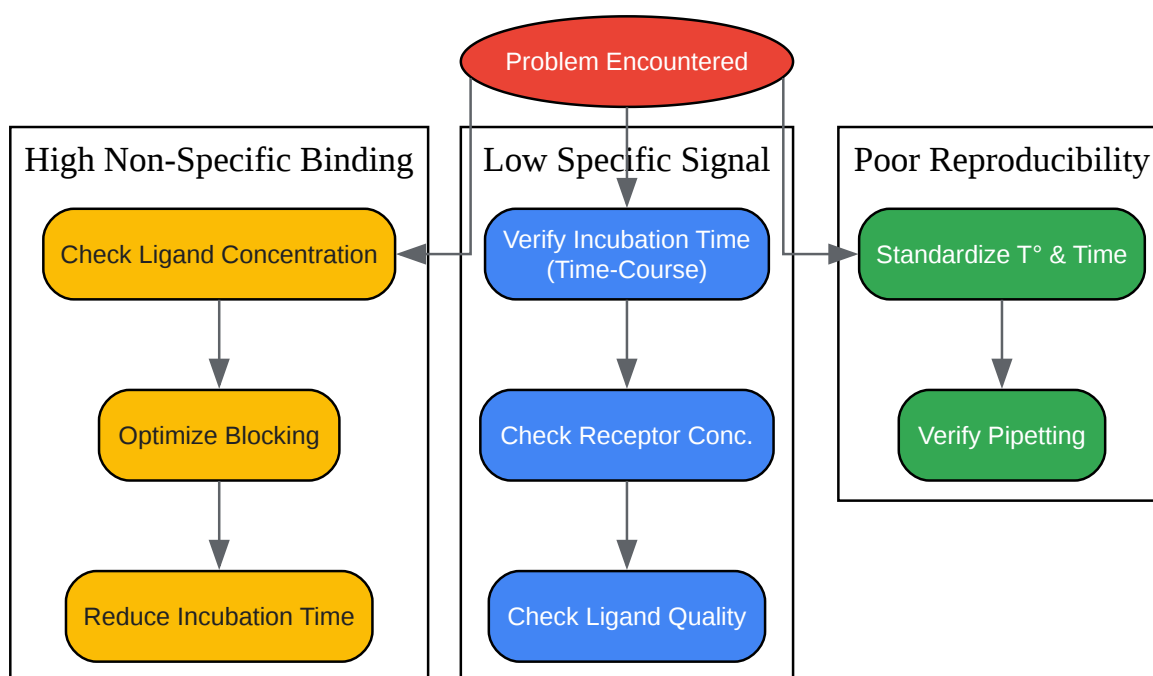 Problem Encountered
High Non-Specific Binding
Check Ligand Concentration
Optimize Blocking
Reduce Incubation Time
Low Specific Signal
Verify Incubation Time
(Time-Course)
Check Receptor Conc.
Check Ligand Quality
Poor Reproducibility
Standardize T° & Time
Verify Pipetting